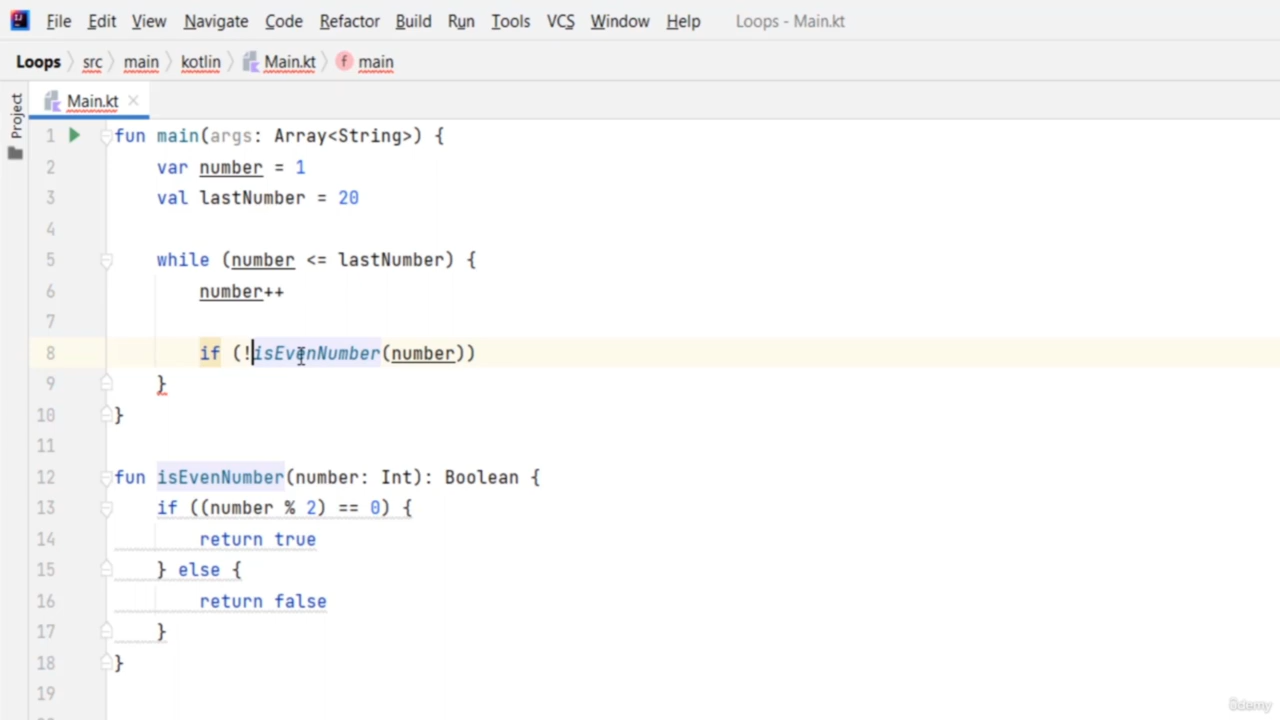 File Edit View Navigate Code Refactor Build Run Tools VCS Window Help Loops - Main.kt
Loops src main kotlin Main.kt f main
Project
Main.kt
1 fun main(args: Array<String>) {
2 var number = 1
3 val lastNumber = 20
4
5 while (number <= lastNumber) {
6 number++
7
8 if (!isEvenNumber(number))
9 }
10 }
11
12 fun isEvenNumber(number: Int): Boolean {
13 if ((number % 2) == 0) {
14 return true
15 } else {
16 return false
17 }
18 }
19
ûdemy